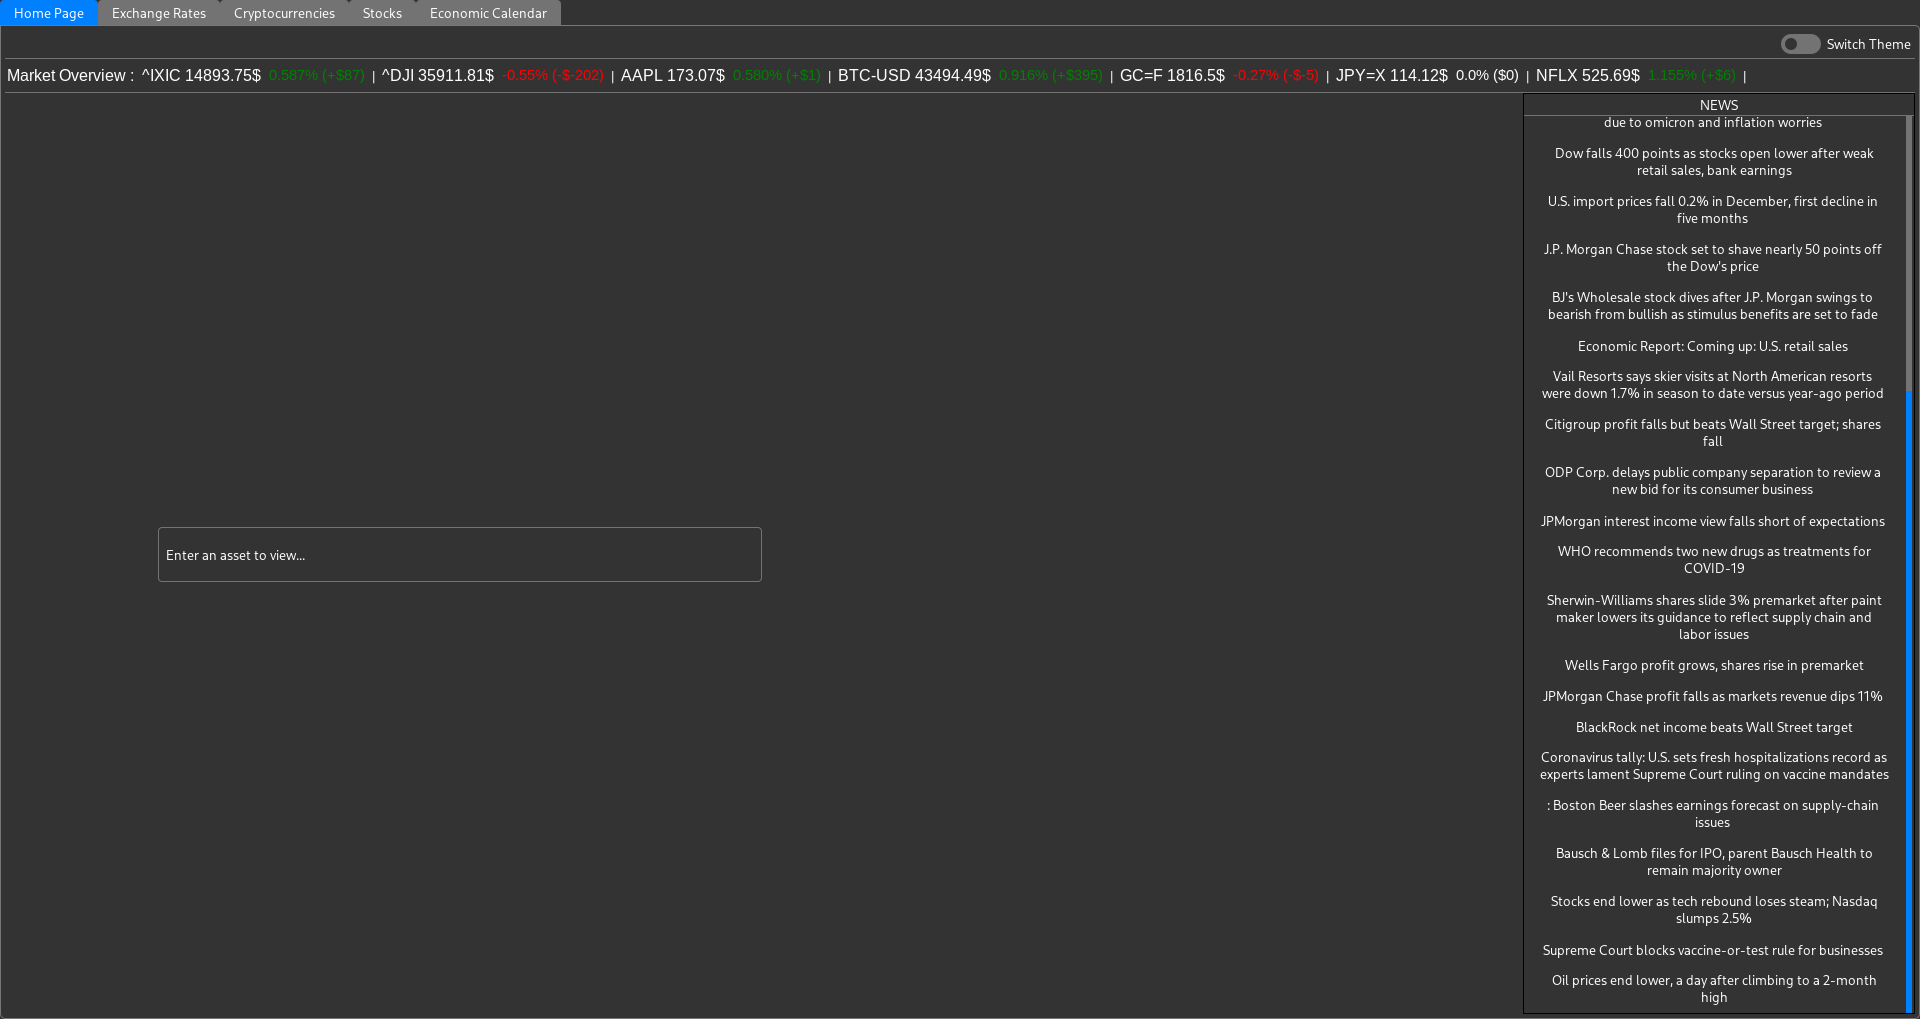 Home Page Exchange Rates Cryptocurrencies Stocks Economic Calendar
Switch Theme
Market Overview : ^IXIC 14893.75$ 0.587% (+$87) | ^DJI 35911.81$ -0.55% (-$-202) | AAPL 173.07$ 0.580% (+$1) | BTC-USD 43494.49$ 0.916% (+$395) | GC=F 1816.5$ -0.27% (-$-5) | JPY=X 114.12$ 0.0% ($0) | NFLX 525.69$ 1.155% (+$6) |
NEWS
due to omicron and inflation worries
Dow falls 400 points as stocks open lower after weak
retail sales, bank earnings
U.S. import prices fall 0.2% in December, first decline in
five months
J.P. Morgan Chase stock set to shave nearly 50 points off
the Dow's price
BJ's Wholesale stock dives after J.P. Morgan swings to
bearish from bullish as stimulus benefits are set to fade
Economic Report: Coming up: U.S. retail sales
Vail Resorts says skier visits at North American resorts
were down 1.7% in season to date versus year-ago period
Citigroup profit falls but beats Wall Street target; shares
fall
ODP Corp. delays public company separation to review a
new bid for its consumer business
JPMorgan interest income view falls short of expectations
WHO recommends two new drugs as treatments for
COVID-19
Sherwin-Williams shares slide 3% premarket after paint
maker lowers its guidance to reflect supply chain and
labor issues
Wells Fargo profit grows, shares rise in premarket
JPMorgan Chase profit falls as markets revenue dips 11%
BlackRock net income beats Wall Street target
Coronavirus tally: U.S. sets fresh hospitalizations record as
experts lament Supreme Court ruling on vaccine mandates
: Boston Beer slashes earnings forecast on supply-chain
issues
Bausch & Lomb files for IPO, parent Bausch Health to
remain majority owner
Stocks end lower as tech rebound loses steam; Nasdaq
slumps 2.5%
Supreme Court blocks vaccine-or-test rule for businesses
Oil prices end lower, a day after climbing to a 2-month
high
Enter an asset to view...